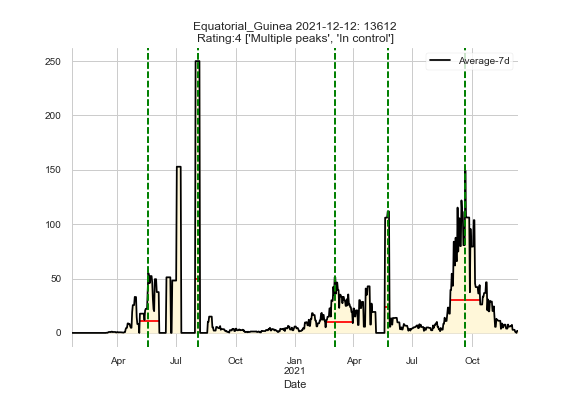 Equatorial_Guinea 2021-12-12: 13612
Rating:4 ['Multiple peaks', 'In control']
Average-7d
250
200
150
100
50
0
Apr
Jul
Oct
Jan
2021
Apr
Jul
Oct
Date